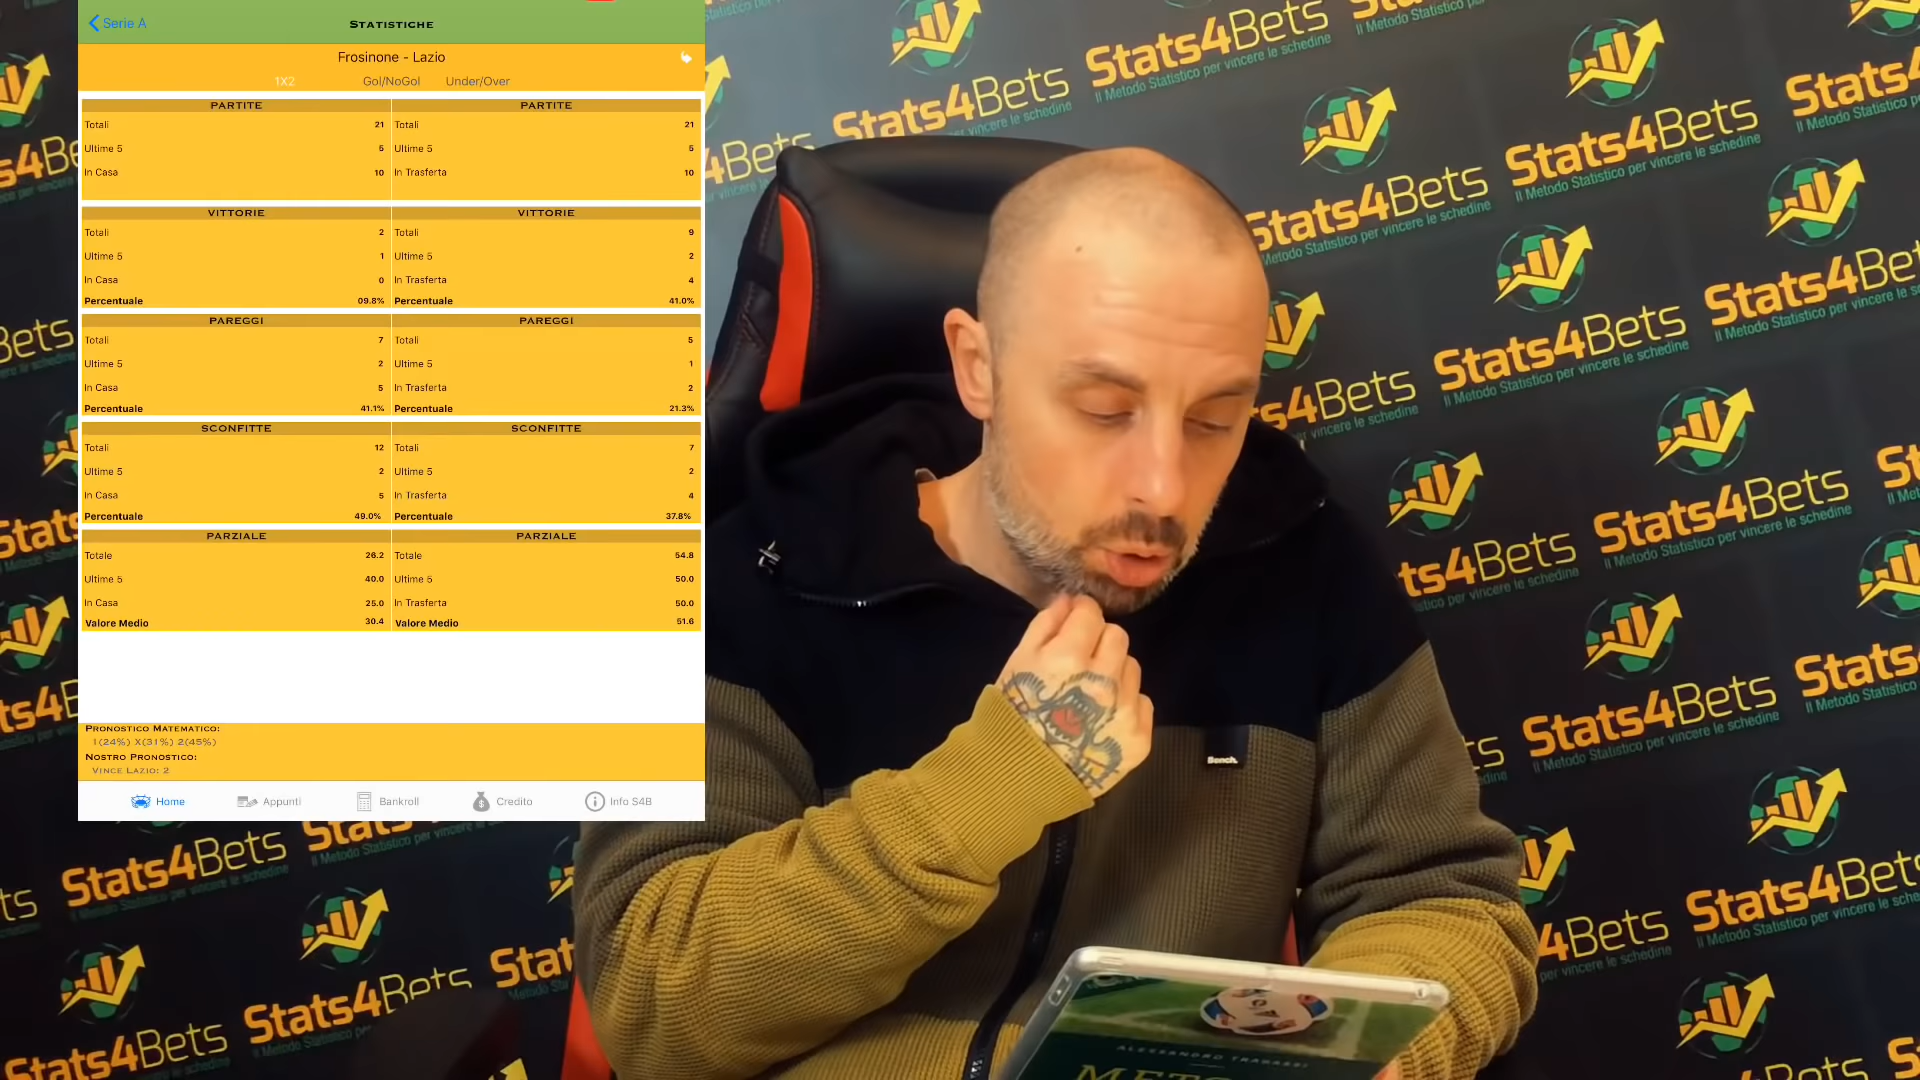 Serie A
STATISTICHE
Frosinone - Lazio
1X2 Gol/NoGol Under/Over
PARTITE PARTITE
Totali 21 Totali 21
Ultime 5 5 Ultime 5 5
In Casa 10 In Trasferta 10
VITTORIE VITTORIE
Totali 2 Totali 9
Ultime 5 1 Ultime 5 2
In Casa 0 In Trasferta 4
Percentuale 09.8% Percentuale 41.0%
PAREGGI PAREGGI
Totali 7 Totali 5
Ultime 5 2 Ultime 5 1
In Casa 5 In Trasferta 2
Percentuale 41.1% Percentuale 21.3%
SCONFITTE SCONFITTE
Totali 12 Totali 7
Ultime 5 2 Ultime 5 2
In Casa 5 In Trasferta 4
Percentuale 49.0% Percentuale 37.8%
PARZIALE PARZIALE
Totale 26.2 Totale 54.8
Ultime 5 40.0 Ultime 5 50.0
In Casa 25.0 In Trasferta 50.0
Valore Medio 30.4 Valore Medio 51.6
PRONOSTICO MATEMATICO:
1(24%) X(31%) 2(45%)
NOSTRO PRONOSTICO:
VINCE LAZIO: 2
Home Appunti Bankroll Credito Info S4B
Stats4Bets
Il Metodo Statistico per vincere le schedine
Bench.
ALESSANDRO